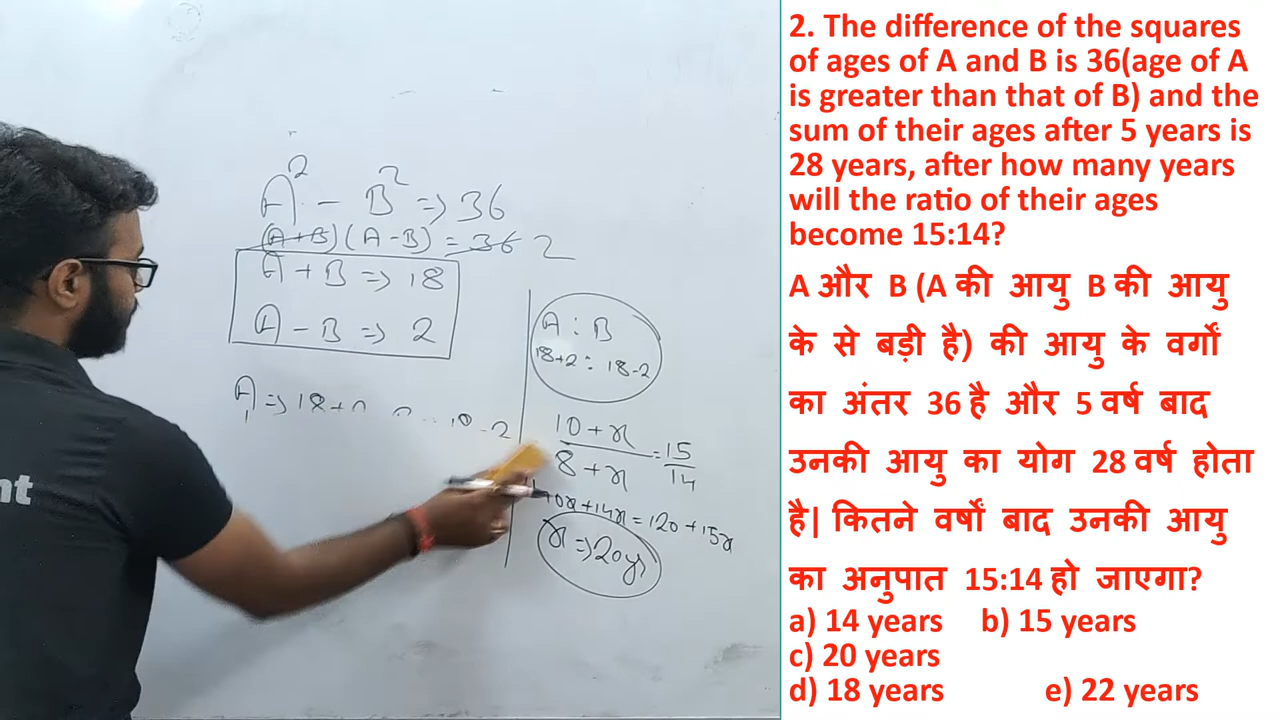 A² - B² => 36
(A+B) (A-B) = 36 2
A + B => 18
A - B => 2
A => 18+
A : B
18+2 : 18-2
10 + x
8 + x
= 15
14
x+14x = 120 + 15x
x => 20 yr
nt
2. The difference of the squares
of ages of A and B is 36(age of A
is greater than that of B) and the
sum of their ages after 5 years is
28 years, after how many years
will the ratio of their ages
become 15:14?
A और B (A की आयु B की आयु
के से बड़ी है) की आयु के वर्गों
का अंतर 36 है और 5 वर्ष बाद
उनकी आयु का योग 28 वर्ष होता
है| कितने वर्षों बाद उनकी आयु
का अनुपात 15:14 हो जाएगा?
a) 14 years b) 15 years
c) 20 years
d) 18 years e) 22 years